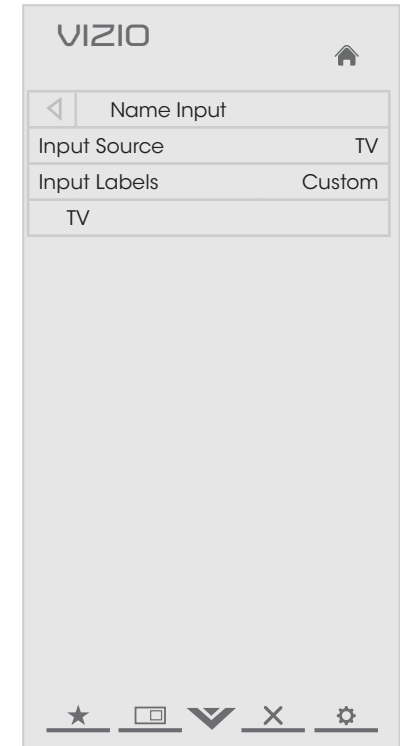 VIZIO
Name Input
Input Source TV
Input Labels Custom
TV